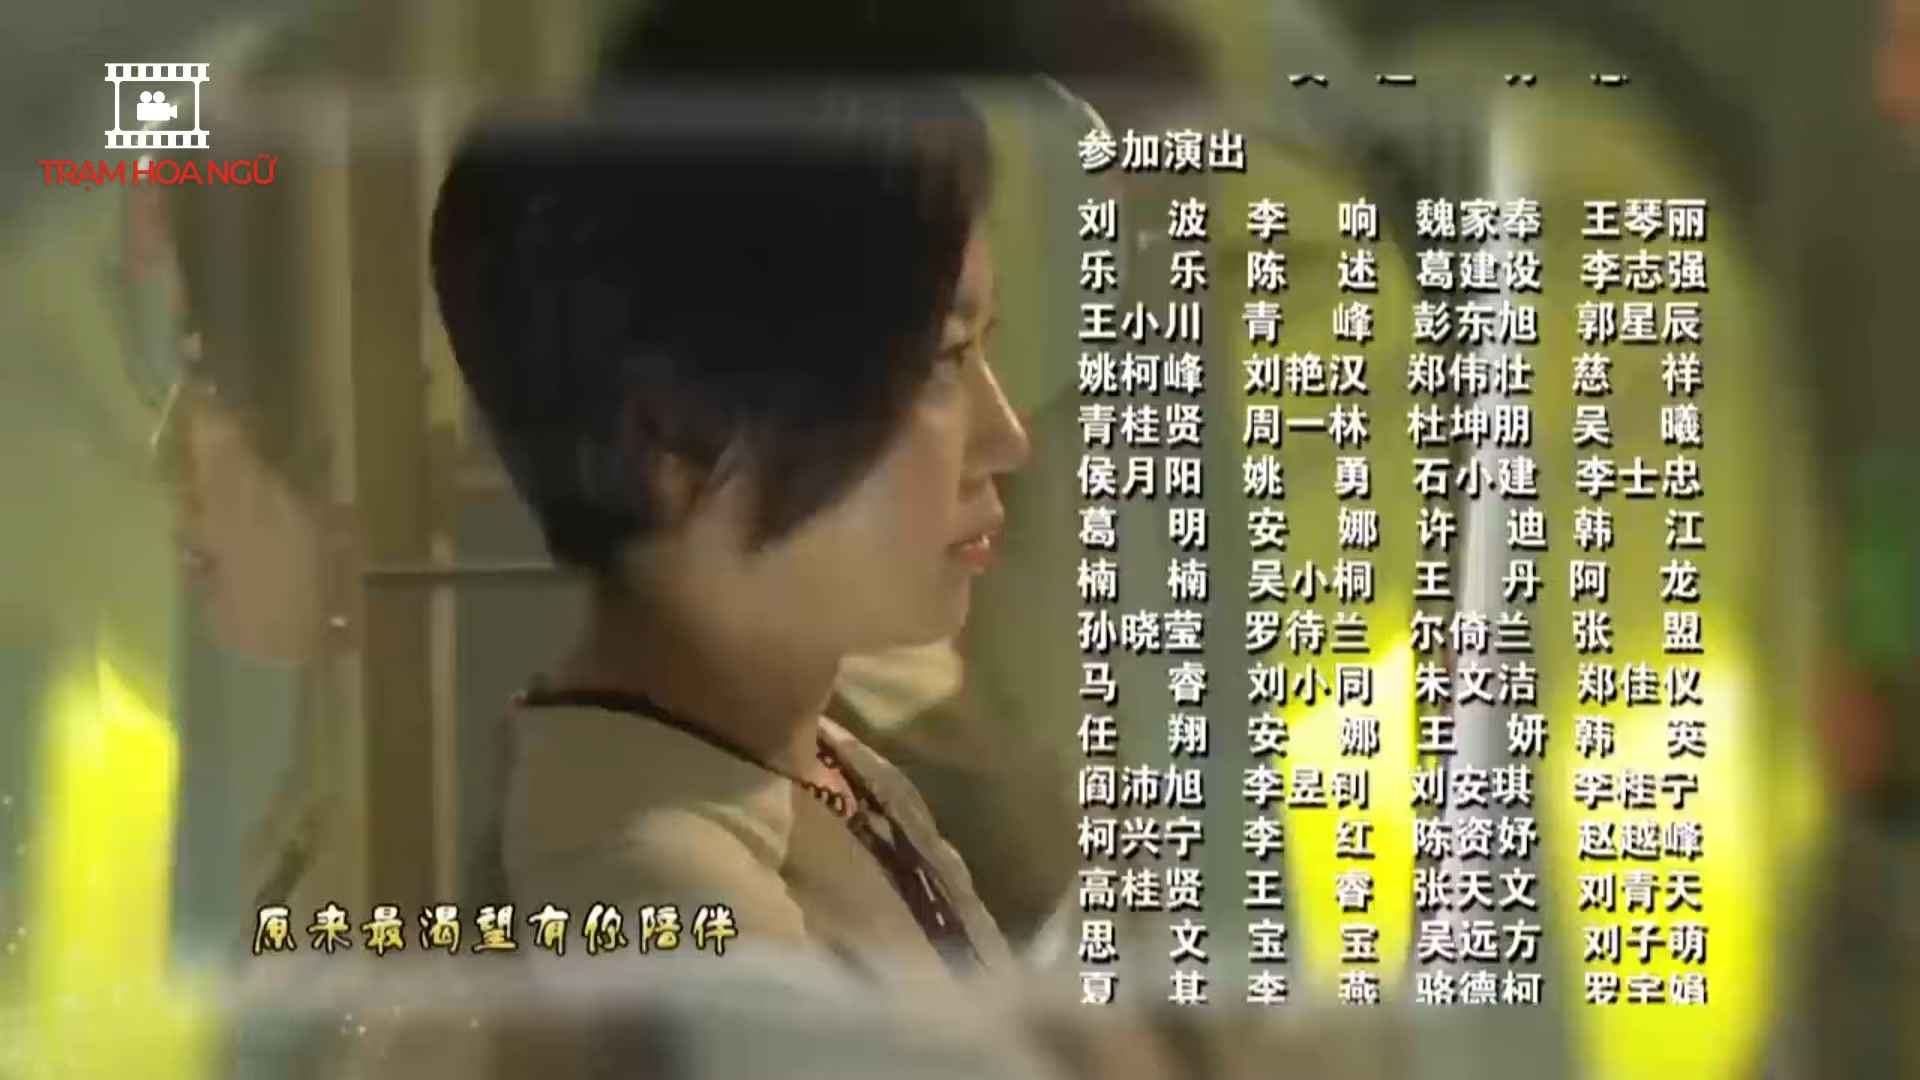 TRẠM HOA NGỮ
参加演出
刘 波 李 响 魏家奉 王琴丽
乐 乐 陈 述 葛建设 李志强
王小川 青 峰 彭东旭 郭星辰
姚柯峰 刘艳汉 郑伟壮 慈 祥
青桂贤 周一林 杜坤朋 吴 曦
侯月阳 姚 勇 石小建 李士忠
葛 明 安 娜 许 迪 韩 江
楠 楠 吴小桐 王 丹 阿 龙
孙晓莹 罗待兰 尔倚兰 张 盟
马 睿 刘小同 朱文洁 郑佳仪
任 翔 安 娜 王 妍 韩 英
阎沛旭 李昱钊 刘安琪 李桂宁
柯兴宁 李 红 陈资妤 赵越峰
高桂贤 王 睿 张天文 刘青天
思 文 宝 宝 吴远方 刘子萌
夏 其 李 燕 骆德柯 罗宇娟
原来最渴望有你陪伴